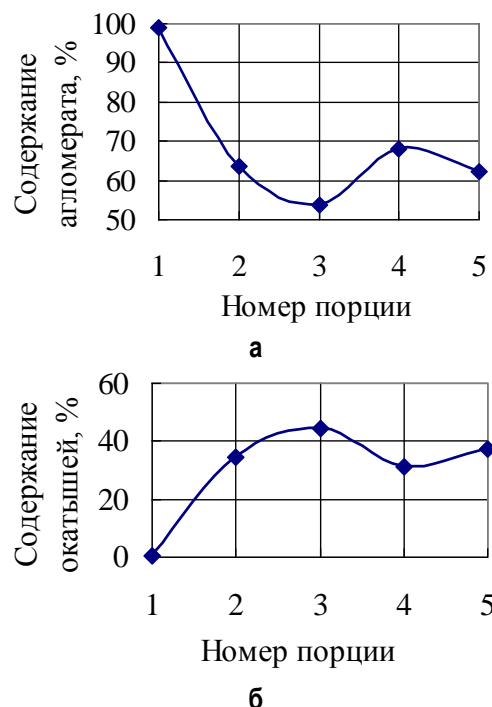 Содержание
агломерата, %
100
90
80
70
60
50
1 2 3 4 5
Номер порции
а
Содержание
окатышей, %
60
40
20
0
1 2 3 4 5
Номер порции
б